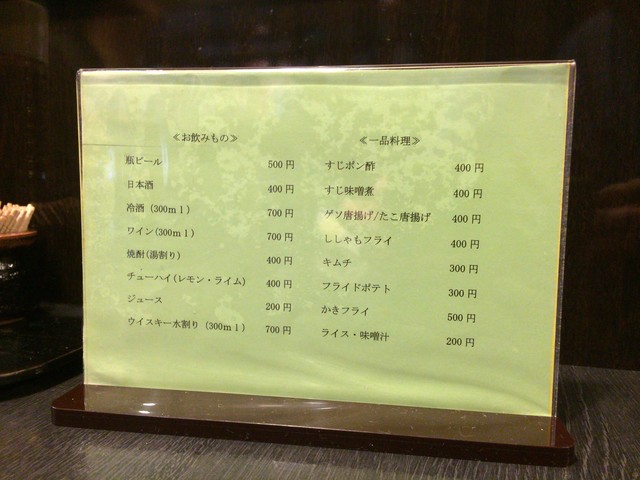 ≪お飲みもの≫
瓶ビール 500円
日本酒 400円
冷酒 (300ml) 700円
ワイン(300ml) 700円
焼酎(湯割り) 400円
チューハイ(レモン・ライム) 400円
ジュース 200円
ウイスキー水割り (300ml) 700円
≪一品料理≫
すじポン酢 400円
すじ味噌煮 400円
ゲソ唐揚げ/たこ唐揚げ 400円
ししゃもフライ 400円
キムチ 300円
フライドポテト 300円
かきフライ 500円
ライス・味噌汁 200円